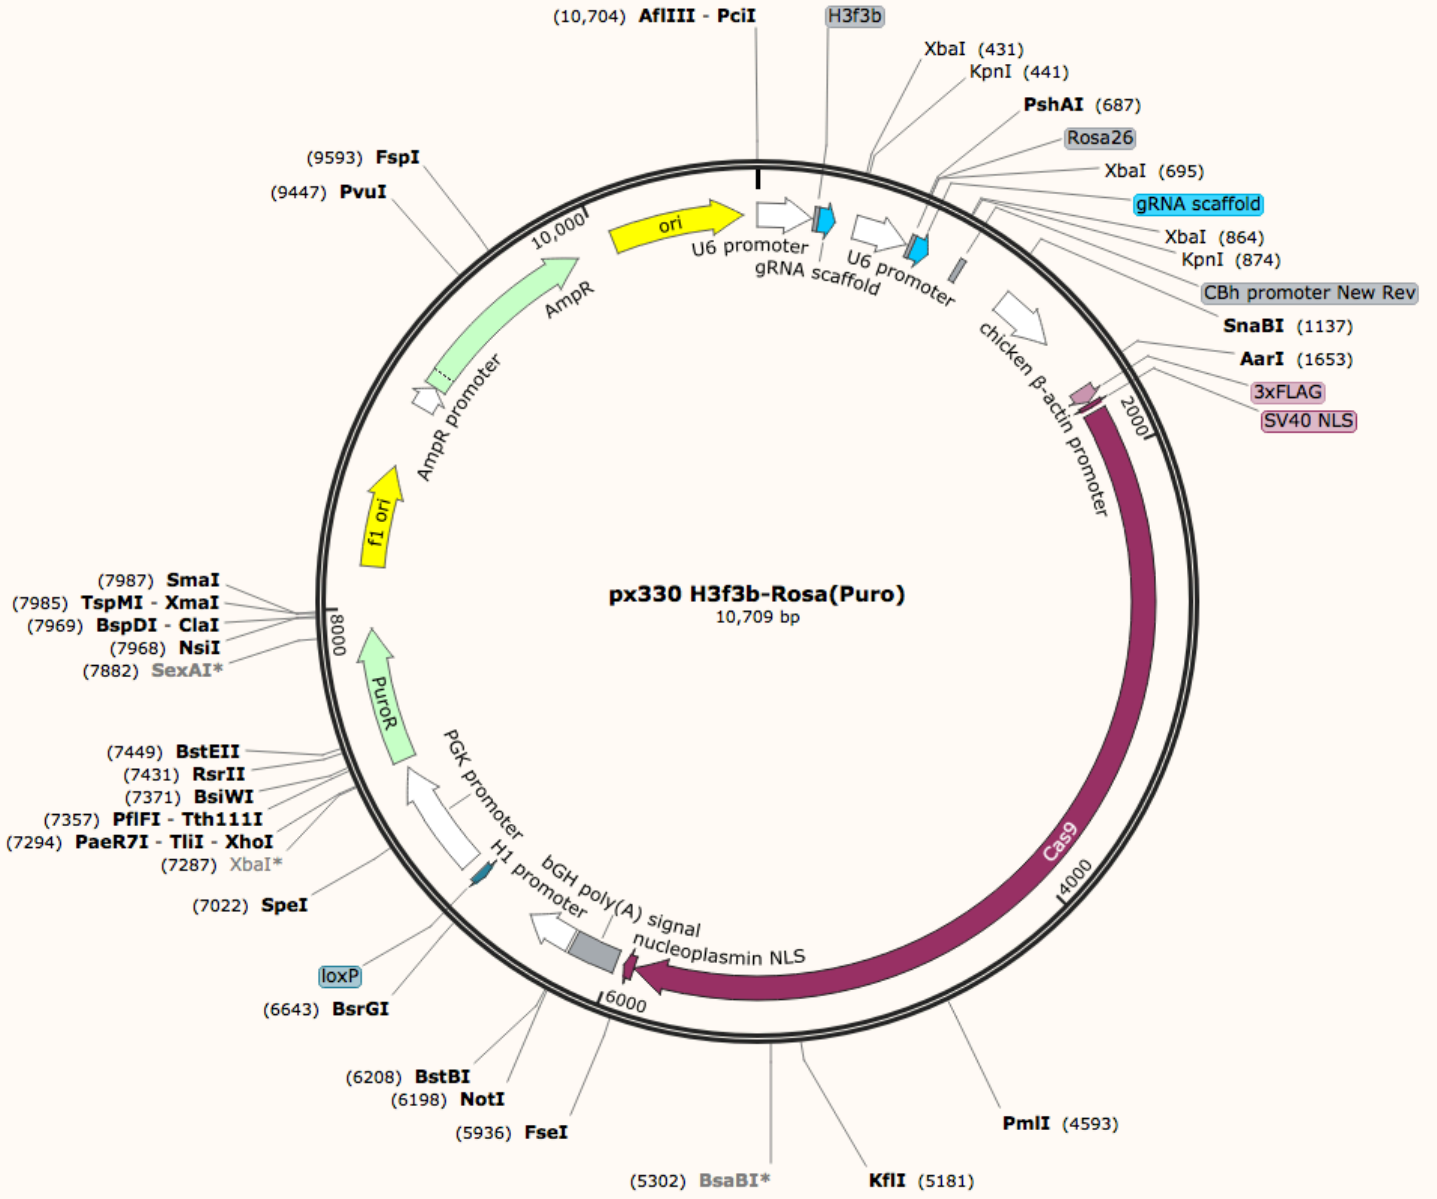 (10,704) AflIII - PciI
H3f3b
XbaI (431)
KpnI (441)
PshAI (687)
Rosa26
XbaI (695)
gRNA scaffold
XbaI (864)
KpnI (874)
CBh promoter New Rev
SnaBI (1137)
AarI (1653)
3xFLAG
SV40 NLS
(9593) FspI
(9447) PvuI
10,000
ori
U6 promoter
gRNA scaffold
U6 promoter
chicken β-actin promoter
2000
AmpR
AmpR promoter
f1 ori
px330 H3f3b-Rosa(Puro)
10,709 bp
(7987) SmaI
(7985) TspMI - XmaI
(7969) BspDI - ClaI
(7968) NsiI
(7882) SexAI*
8000
PuroR
(7449) BstEII
(7431) RsrII
(7371) BsiWI
(7357) PflFI - Tth111I
(7294) PaeR7I - TliI - XhoI
(7287) XbaI*
(7022) SpeI
PGK promoter
H1 promoter
bGH poly(A) signal
nucleoplasmin NLS
Cas9
4000
6000
loxP
(6643) BsrGI
(6208) BstBI
(6198) NotI
(5936) FseI
(5302) BsaBI*
KflI (5181)
PmlI (4593)